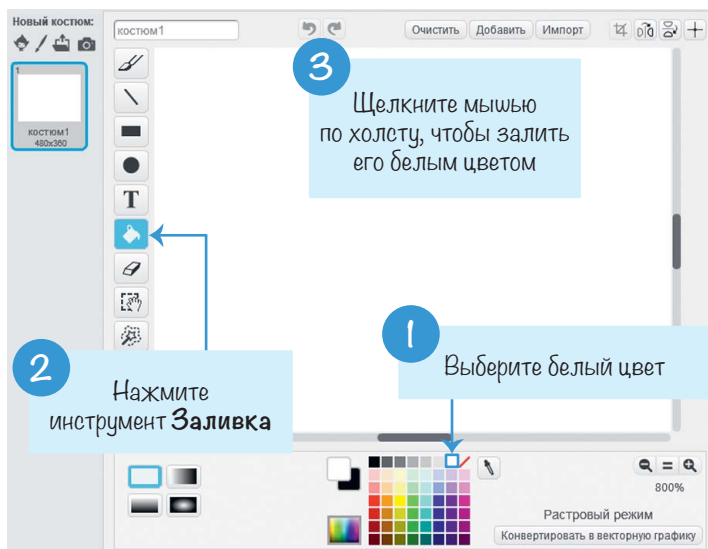 Новый костюм:
костюм1
Очистить
Добавить
Импорт
1
костюм1
480x360
T
3
Щелкните мышью
по холсту, чтобы залить
его белым цветом
1
Выберите белый цвет
2
Нажмите
инструмент Заливка
800%
Растровый режим
Конвертировать в векторную графику